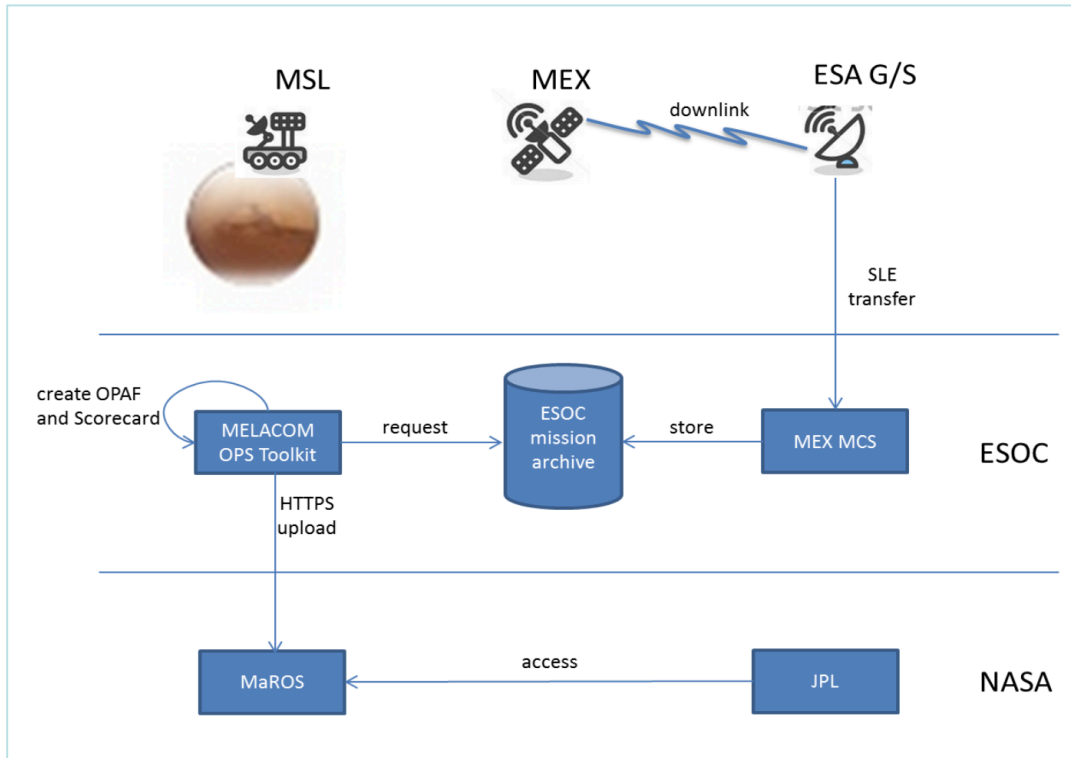 MSL
MEX
ESA G/S
downlink
SLE
transfer
create OPAF
and Scorecard
MELACOM
OPS Toolkit
request
ESOC
mission
archive
store
MEX MCS
ESOC
HTTPS
upload
MaROS
access
JPL
NASA